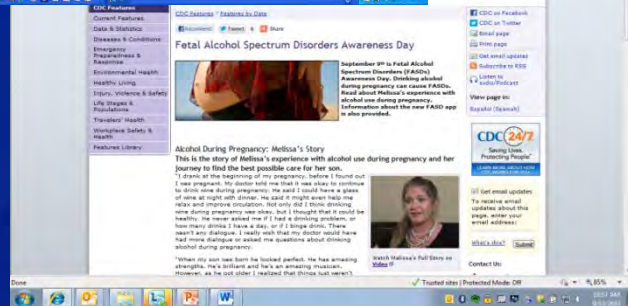 CDC Features
Current Features
Data & Statistics
Diseases & Conditions
Emergency
Preparedness &
Response
Environmental Health
Healthy Living
Injury, Violence & Safety
Life Stages &
Populations
Travelers' Health
Workplace Safety &
Health
Features Library
CDC Features > Features by Date
Recommend
Tweet
Share
Fetal Alcohol Spectrum Disorders Awareness Day
September 9th is Fetal Alcohol
Spectrum Disorders (FASDs)
Awareness Day. Drinking alcohol
during pregnancy can cause FASDs.
Read about Melissa's experience with
alcohol use during pregnancy.
Information about the new FASD app
is also provided.
Alcohol During Pregnancy: Melissa's Story
This is the story of Melissa's experience with alcohol use during pregnancy and her
journey to find the best possible care for her son.
"I drank at the beginning of my pregnancy, before I found out
I was pregnant. My doctor told me that it was okay to continue
to drink wine during pregnancy. He said I could have a glass
of wine at night with dinner. He said it might even help me
relax and improve circulation. Not only did I think drinking
wine during pregnancy was okay, but I thought that it could be
healthy. He never asked me if I had a drinking problem, or
how many drinks I have a day, or if I binge drink. There
wasn't any dialogue. I really wish that my doctor would have
had more dialogue or asked me questions about drinking
alcohol during pregnancy.
"When my son was born he looked perfect. He has amazing
strengths. He's brilliant and he's an amazing musician.
However, as he got older I realized that things just weren't
Watch Melissa's Full Story on
Video
CDC on Facebook
CDC on Twitter
Email page
Print page
Get email updates
Subscribe to RSS
Listen to
audio/Podcast
View page in:
Español (Spanish)
CDC 24/7
Saving Lives.
Protecting People™
Get email updates
To receive email
updates about this
page, enter your
email address:
What's this?
Submit
Contact Us:
Done
Trusted sites | Protected Mode: Off
85%